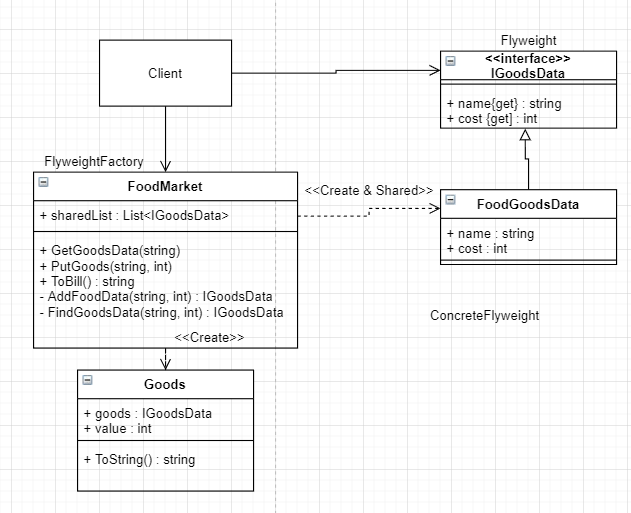 Flyweight
<<interface>>
IGoodsData
+ name{get} : string
+ cost {get] : int
Client
FlyweightFactory
FoodMarket
+ sharedList : List<IGoodsData>
+ GetGoodsData(string)
+ PutGoods(string, int)
+ ToBill() : string
- AddFoodData(string, int) : IGoodsData
- FindGoodsData(string, int) : IGoodsData
<<Create>>
<<Create & Shared>>
FoodGoodsData
+ name : string
+ cost : int
ConcreteFlyweight
Goods
+ goods : IGoodsData
+ value : int
+ ToString() : string